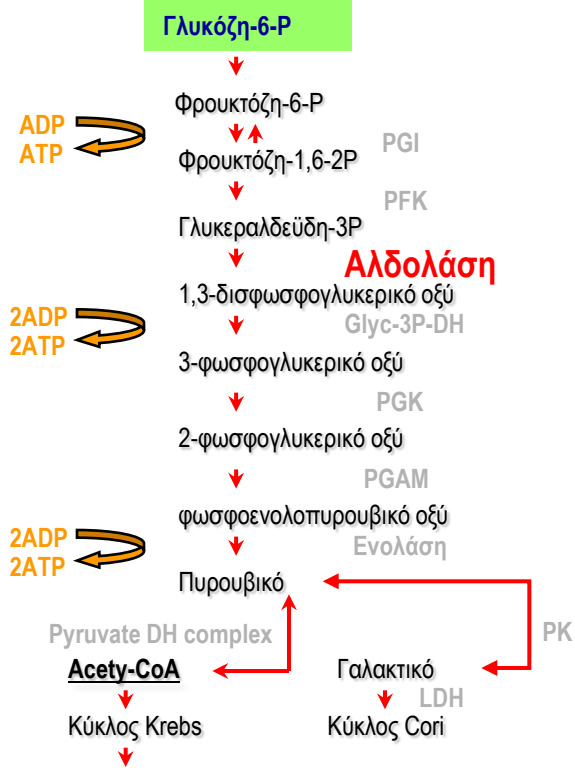 Γλυκόζη-6-P
Φρουκτόζη-6-P
ADP
ATP
PGI
Φρουκτόζη-1,6-2P
PFK
Γλυκεραλδεϋδη-3P
Αλδολάση
1,3-δισφωσφογλυκερικό οξύ
2ADP
2ATP
Glyc-3P-DH
3-φωσφογλυκερικό οξύ
PGK
2-φωσφογλυκερικό οξύ
PGAM
φωσφοενολοπυρουβικό οξύ
2ADP
2ATP
Ενολάση
Πυρουβικό
Pyruvate DH complex
PK
Acety-CoA
Γαλακτικό
LDH
Κύκλος Krebs
Κύκλος Cori